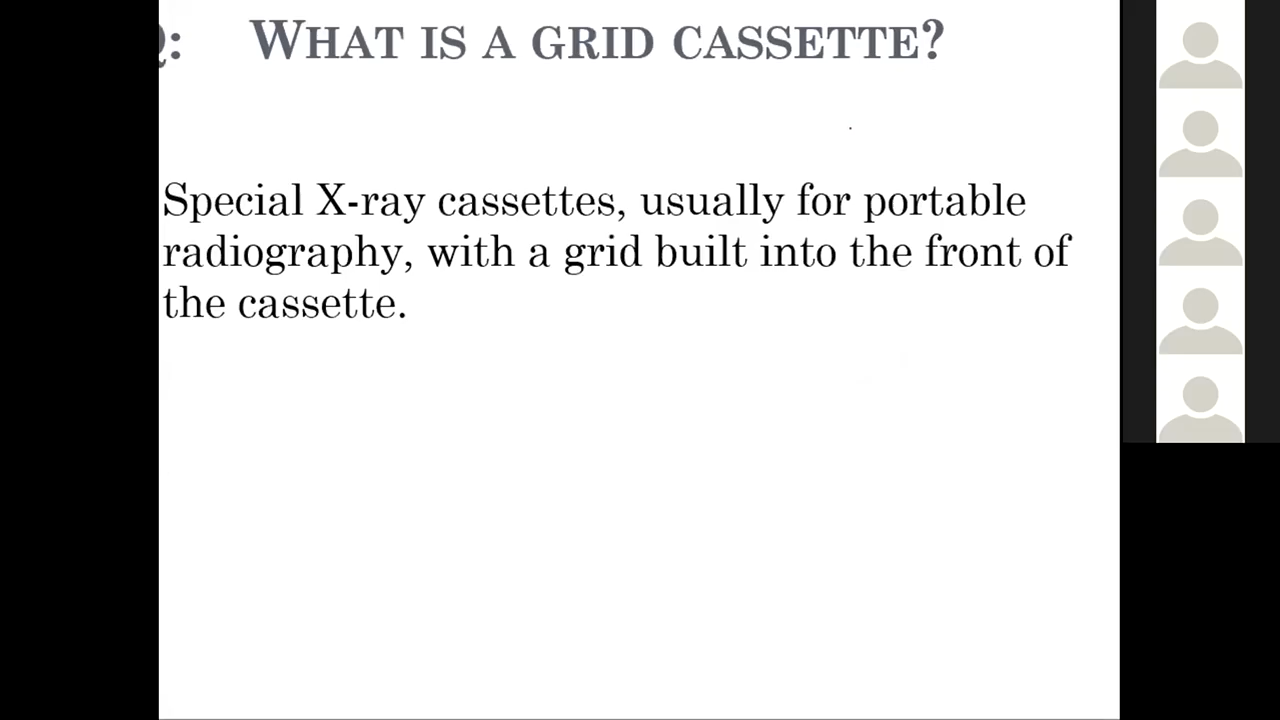 Q: WHAT IS A GRID CASSETTE?
Special X-ray cassettes, usually for portable
radiography, with a grid built into the front of
the cassette.